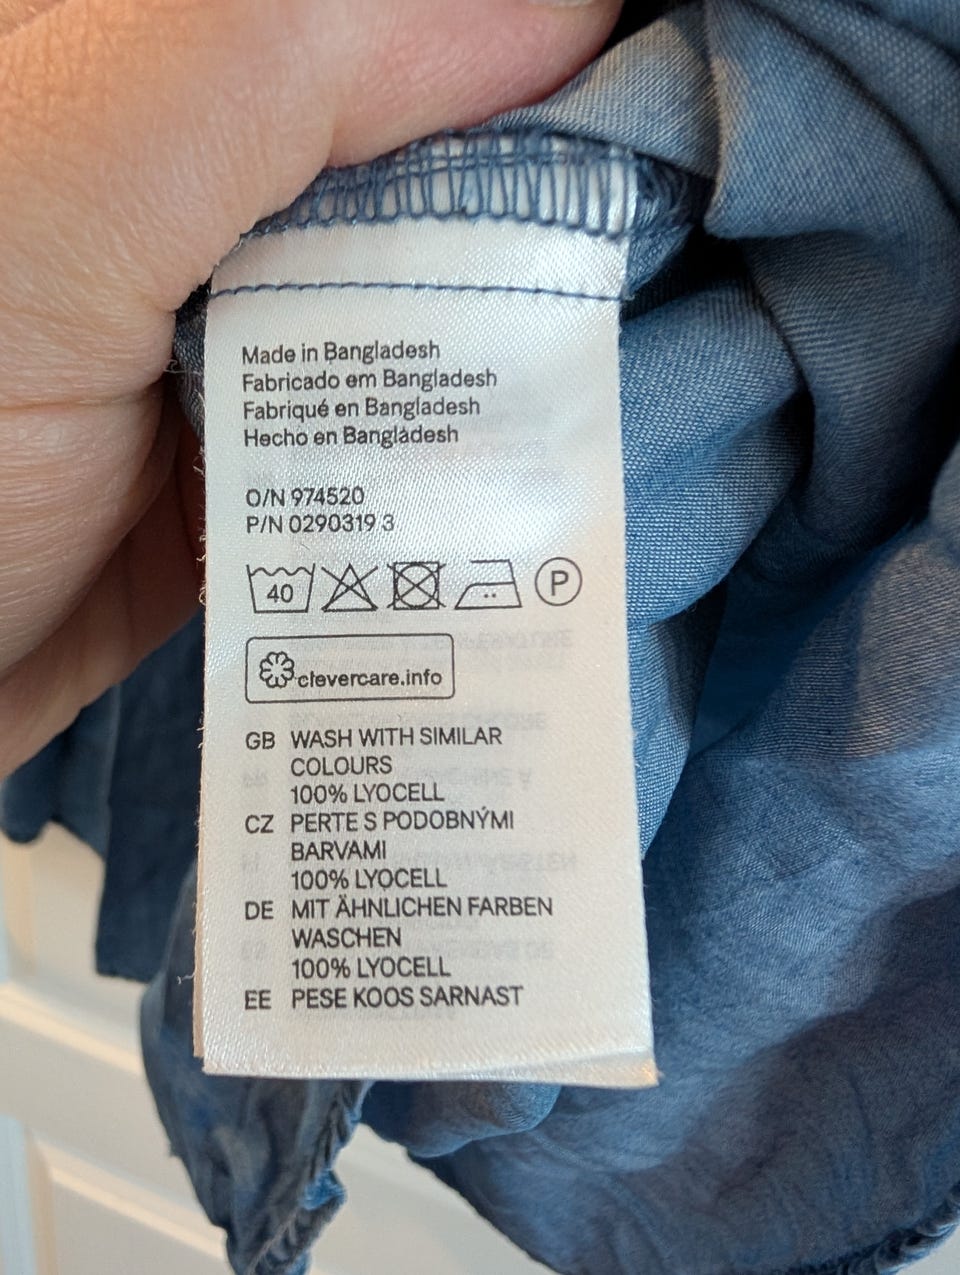 Made in Bangladesh
Fabricado em Bangladesh
Fabriqué en Bangladesh
Hecho en Bangladesh
O/N 974520
P/N 0290319 3
40 P
clevercare.info
GB WASH WITH SIMILAR
COLOURS
100% LYOCELL
CZ PERTE S PODOBNÝMI
BARVAMI
100% LYOCELL
DE MIT ÄHNLICHEN FARBEN
WASCHEN
100% LYOCELL
EE PESE KOOS SARNAST